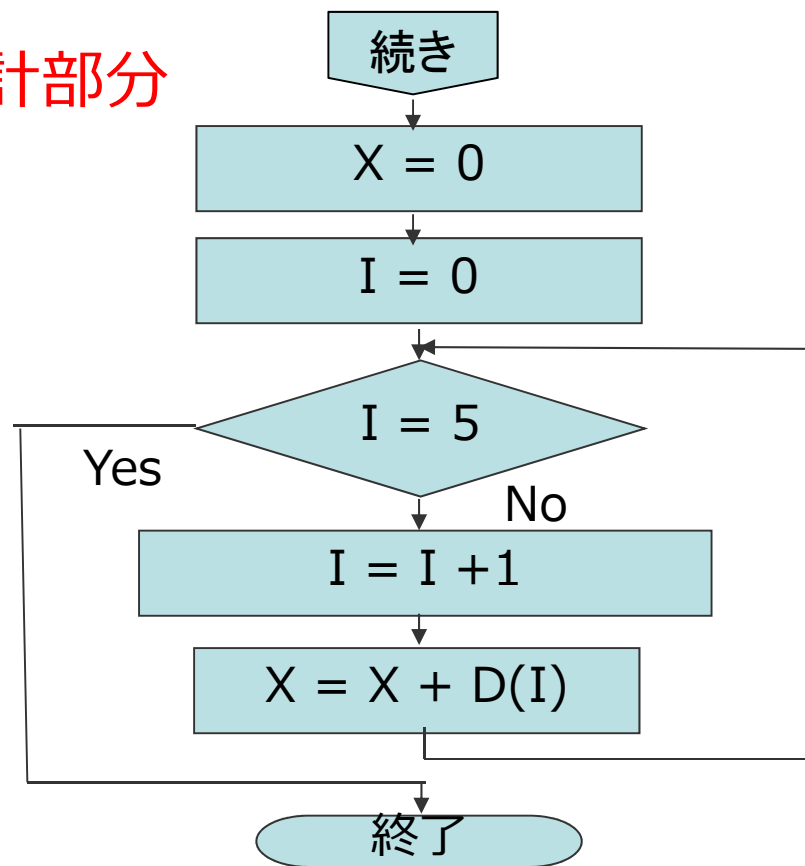 計部分
続き
X = 0
I = 0
I = 5
Yes
No
I = I +1
X = X + D(I)
終了